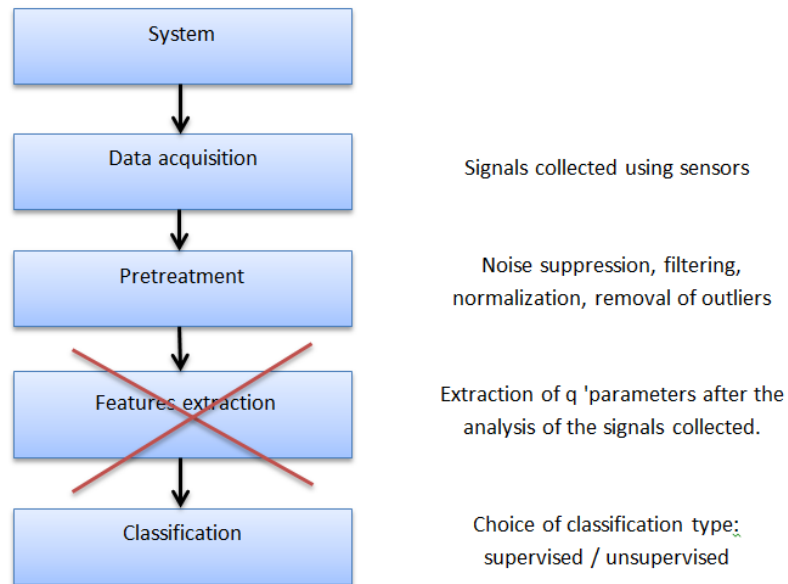 System
Data acquisition
Signals collected using sensors
Pretreatment
Noise suppression, filtering,
normalization, removal of outliers
Features extraction
Extraction of q 'parameters after the
analysis of the signals collected.
Classification
Choice of classification type:
supervised / unsupervised